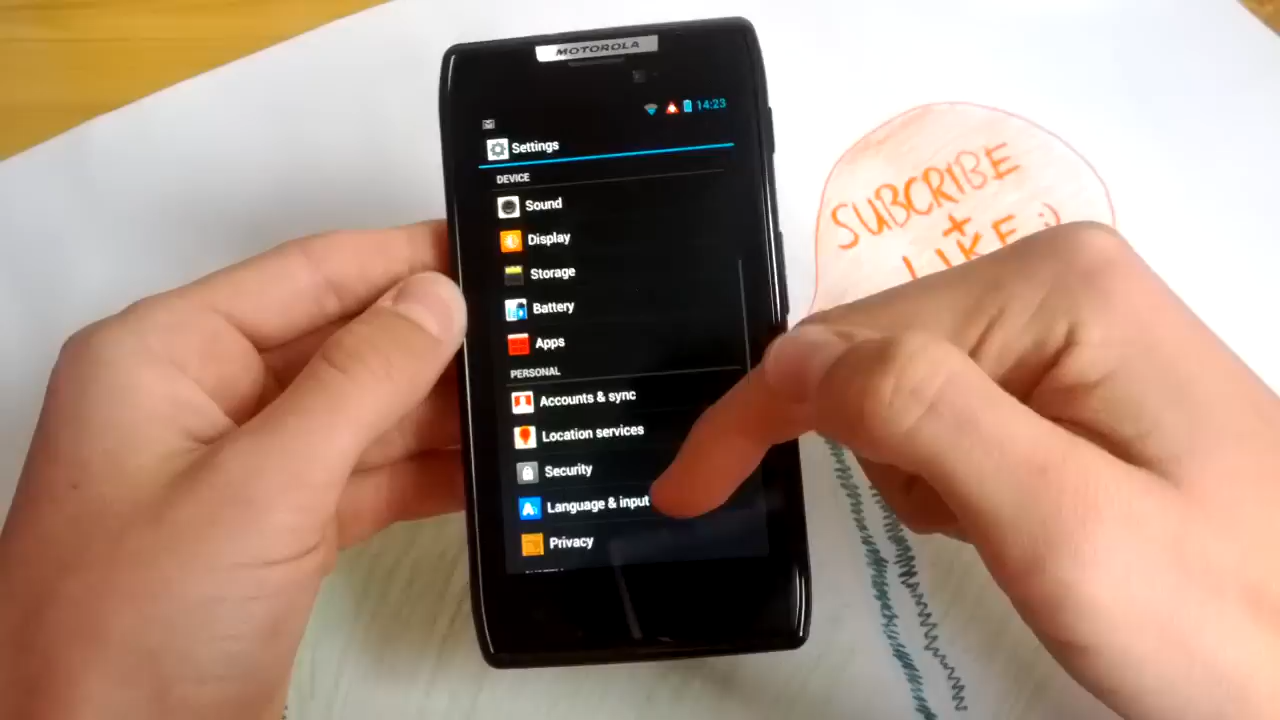 MOTOROLA
14:23
Settings
DEVICE
Sound
Display
Storage
Battery
Apps
PERSONAL
Accounts & sync
Location services
Security
Language & input
Privacy
SUBCRIBE
+
LIKE :)